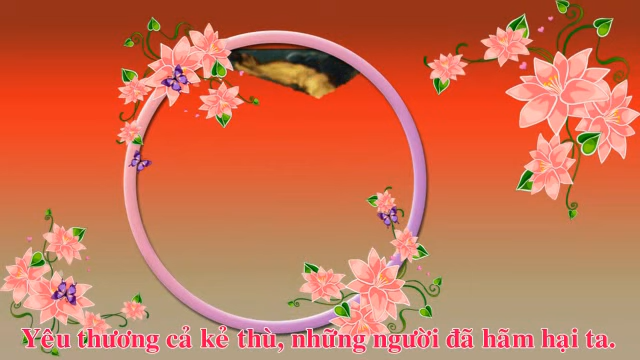 Yêu thương cả kẻ thù, những người đã hãm hại ta.